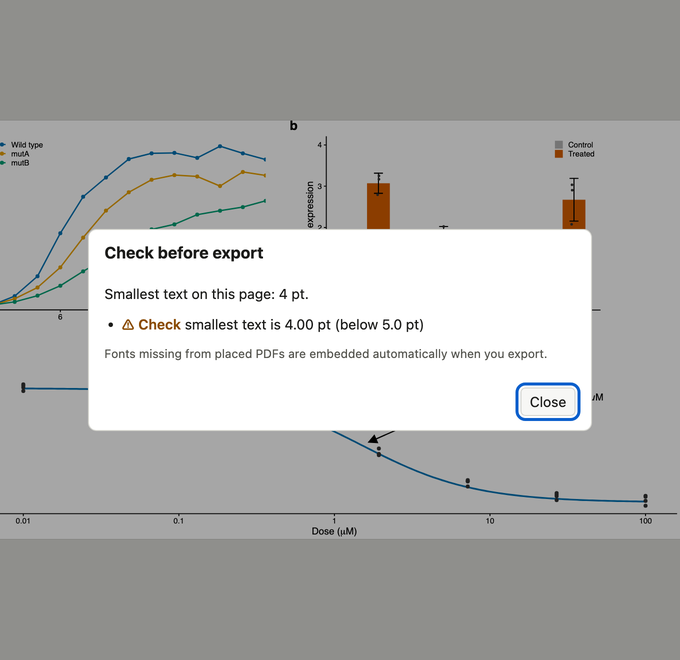 b
Wild type
mutA
mutB
4
3
2
expression
Control
Treated
6
Check before export
Smallest text on this page: 4 pt.
• ⚠ Check smallest text is 4.00 pt (below 5.0 pt)
Fonts missing from placed PDFs are embedded automatically when you export.
Close
µM
0.01
0.1
1
10
100
Dose (µM)